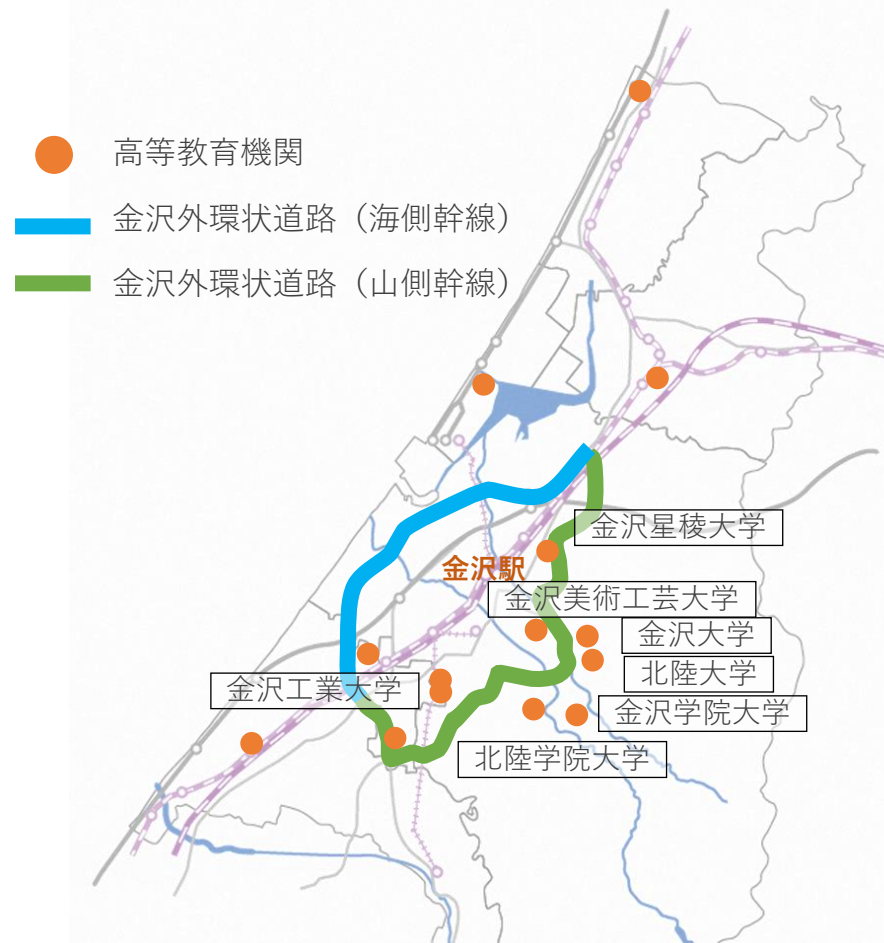 高等教育機関
金沢外環状道路（海側幹線）
金沢外環状道路（山側幹線）
金沢星稜大学
金沢駅
金沢美術工芸大学
金沢大学
北陸大学
金沢工業大学
金沢学院大学
北陸学院大学